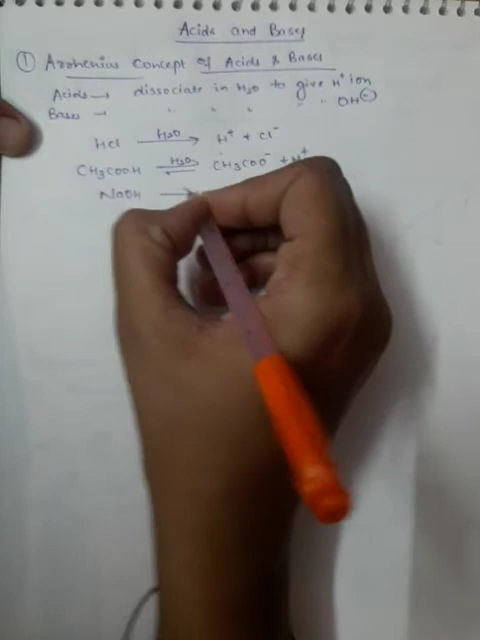 Acids and Bases
① Arrhenius Concept of Acids & Bases
Acids → dissociate in H₂O to give H⁺ ion
Bases → " " " " " OH⊖
HCl —H₂O→ H⁺ + Cl⁻
CH₃COOH ⇌H₂O CH₃COO⁻ + H⁺
NaOH →